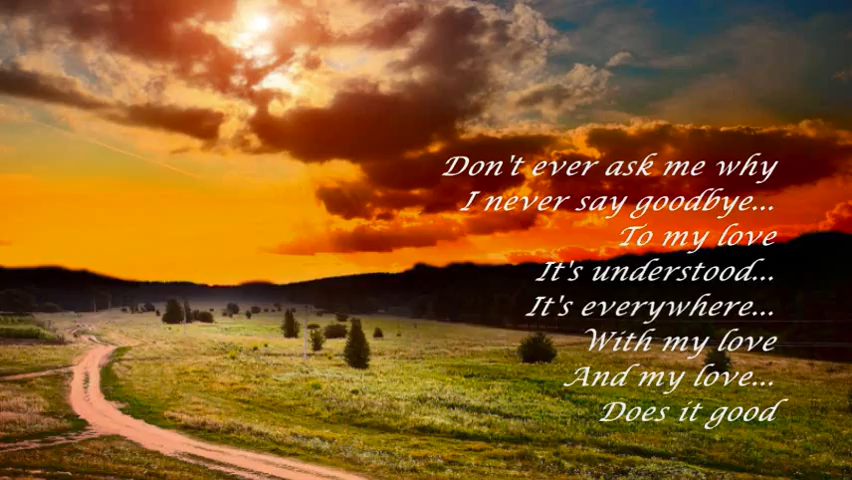 Don't ever ask me why
I never say goodbye...
To my love
It's understood...
It's everywhere...
With my love
And my love...
Does it good